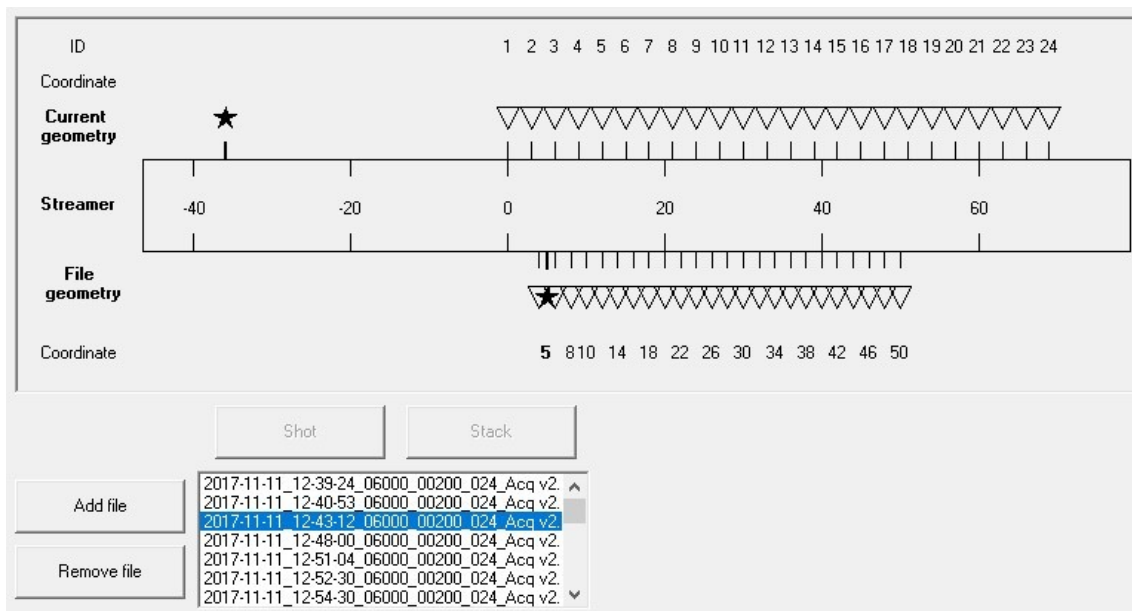 ID 1 2 3 4 5 6 7 8 9 10 11 12 13 14 15 16 17 18 19 20 21 22 23 24
Coordinate
Current
geometry
Streamer -40 -20 0 20 40 60
File
geometry
Coordinate 5 8 10 14 18 22 26 30 34 38 42 46 50
Shot Stack
Add file
Remove file
2017-11-11_12-39-24_06000_00200_024_Acq v2.
2017-11-11_12-40-53_06000_00200_024_Acq v2.
2017-11-11_12-43-12_06000_00200_024_Acq v2.
2017-11-11_12-48-00_06000_00200_024_Acq v2.
2017-11-11_12-51-04_06000_00200_024_Acq v2.
2017-11-11_12-52-30_06000_00200_024_Acq v2.
2017-11-11_12-54-30_06000_00200_024_Acq v2.